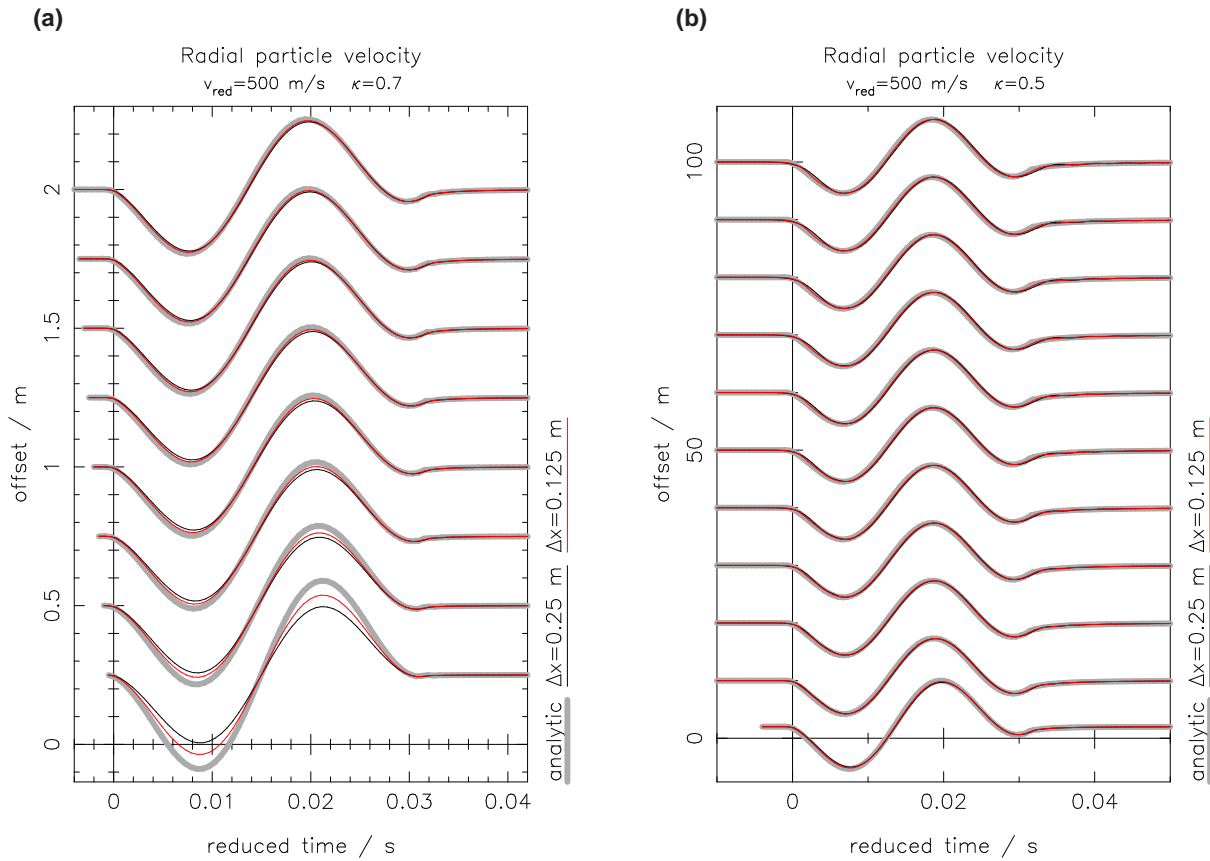 (a)
Radial particle velocity
vred=500 m/s κ=0.7
offset / m
2
1.5
1
0.5
0
0
0.01
0.02
0.03
0.04
reduced time / s
analytic Δx=0.25 m Δx=0.125 m
(b)
Radial particle velocity
vred=500 m/s κ=0.5
offset / m
100
50
0
0
0.02
0.04
reduced time / s
analytic Δx=0.25 m Δx=0.125 m